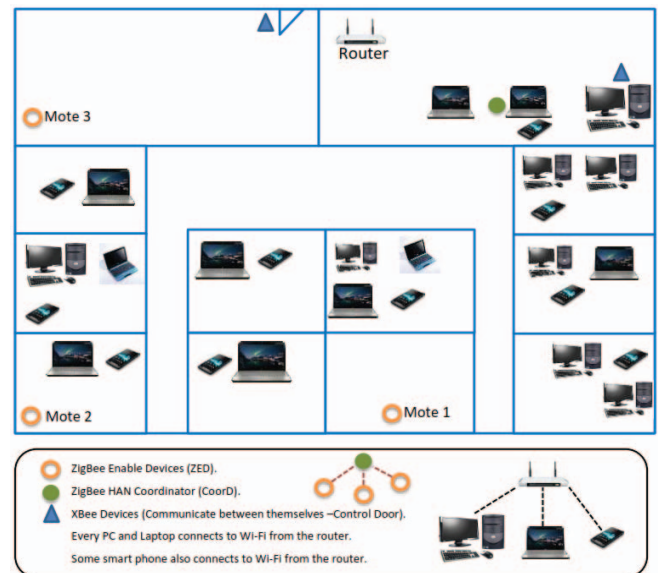 Router
Mote 3
Mote 2
Mote 1
ZigBee Enable Devices (ZED).
ZigBee HAN Coordinator (CoorD).
XBee Devices (Communicate between themselves –Control Door).
Every PC and Laptop connects to Wi-Fi from the router.
Some smart phone also connects to Wi-Fi from the router.